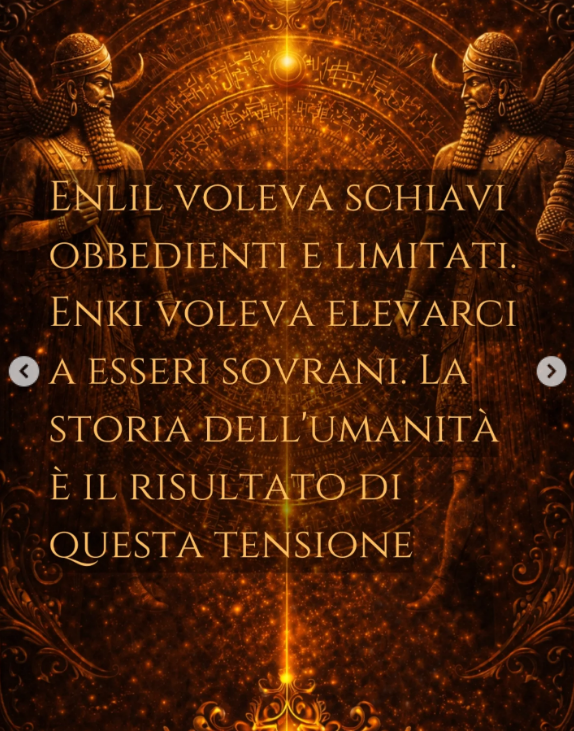 Enlil voleva schiavi
obbedienti e limitati.
Enki voleva elevarci
a esseri sovrani. La
storia dell'umanità
è il risultato di
questa tensione